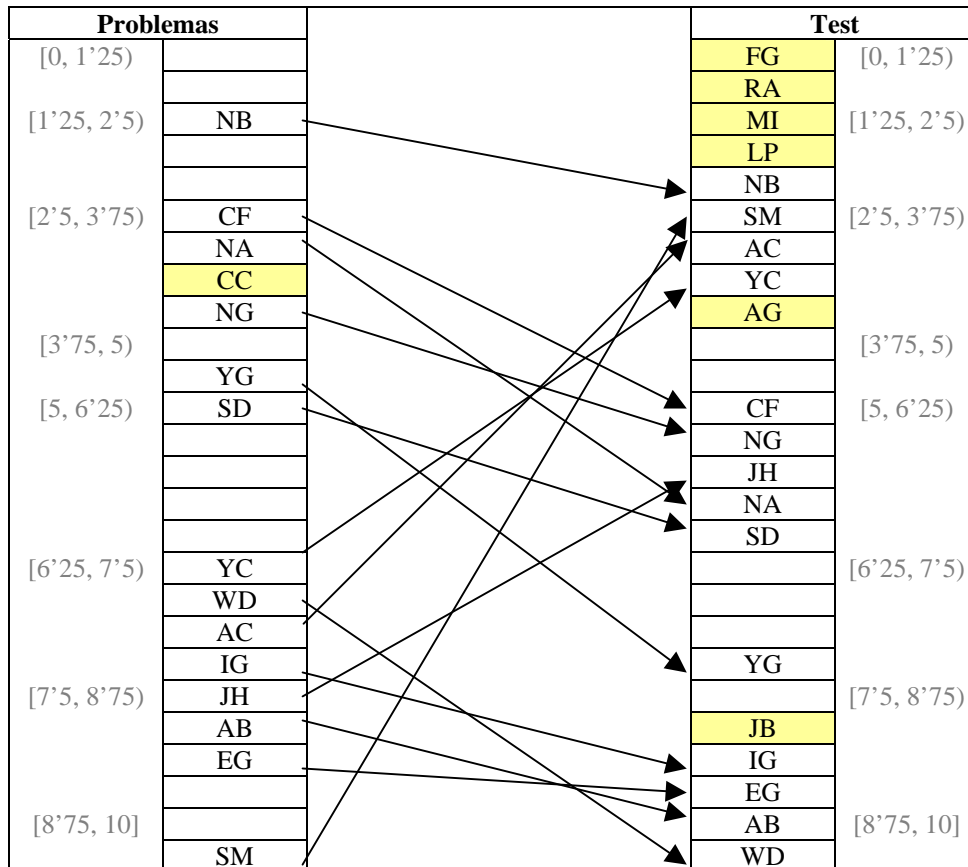 Problemas Test
[0, 1’25) FG [0, 1’25)
RA
[1’25, 2’5) NB MI [1’25, 2’5)
LP
NB
[2’5, 3’75) CF SM [2’5, 3’75)
NA AC
CC YC
NG AG
[3’75, 5) [3’75, 5)
YG
[5, 6’25) SD CF [5, 6’25)
NG
JH
NA
SD
[6’25, 7’5) YC [6’25, 7’5)
WD
AC
IG YG
[7’5, 8’75) JH [7’5, 8’75)
AB JB
EG IG
EG
[8’75, 10] AB [8’75, 10]
SM WD